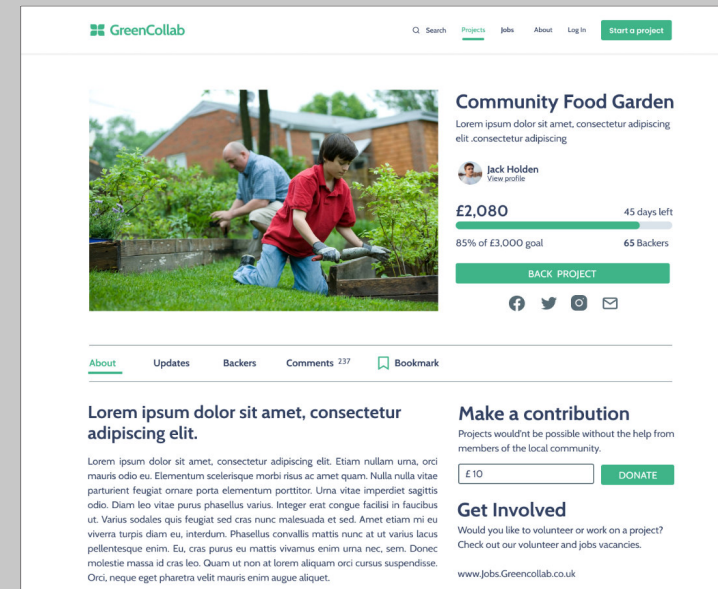 GreenCollab
Search Projects Jobs About Log In Start a project
Community Food Garden
Lorem ipsum dolor sit amet, consectetur adipiscing
elit .consectetur adipiscing
Jack Holden
View profile
£2,080 45 days left
85% of £3,000 goal 65 Backers
BACK PROJECT
About Updates Backers Comments 237 Bookmark
Lorem ipsum dolor sit amet, consectetur
adipiscing elit.
Lorem ipsum dolor sit amet, consectetur adipiscing elit. Etiam nullam urna, orci
mauris odio eu. Elementum scelerisque morbi risus ac amet quam. Nulla nulla vitae
parturient feugiat ornare porta elementum porttitor. Urna vitae imperdiet sagittis
odio. Diam leo vitae purus phasellus varius. Integer erat congue facilisi in faucibus
ut. Varius sodales quis feugiat sed cras nunc malesuada et sed. Amet etiam mi eu
viverra turpis diam eu, interdum. Phasellus convallis mattis nunc at ut varius lacus
pellentesque enim. Eu, cras purus eu mattis vivamus enim urna nec, sem. Donec
molestie massa id cras leo. Quam ut non at lorem aliquam orci cursus suspendisse.
Orci, neque eget pharetra velit mauris enim augue aliquet.
Make a contribution
Projects would'nt be possible without the help from
members of the local community.
£ 10 DONATE
Get Involved
Would you like to volunteer or work on a project?
Check out our volunteer and jobs vacancies.
www.Jobs.Greencollab.co.uk